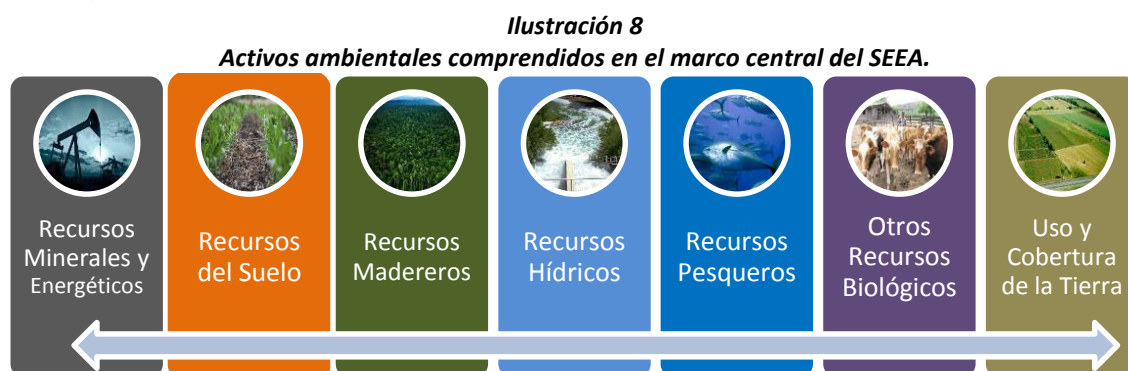 Ilustración 8
Activos ambientales comprendidos en el marco central del SEEA.
Recursos
Minerales y
Energéticos
Recursos
del Suelo
Recursos
Madereros
Recursos
Hídricos
Recursos
Pesqueros
Otros
Recursos
Biológicos
Uso y
Cobertura
de la Tierra